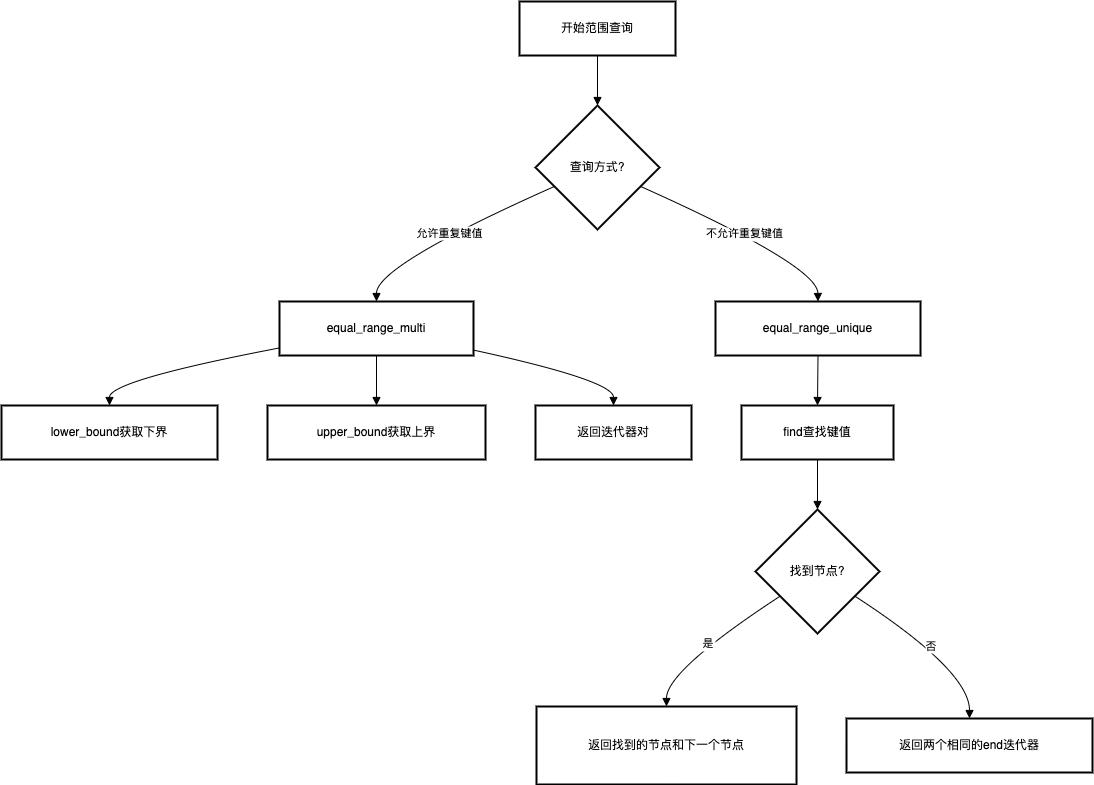 开始范围查询
查询方式?
允许重复键值
不允许重复键值
equal_range_multi
equal_range_unique
lower_bound获取下界
upper_bound获取上界
返回迭代器对
find查找键值
找到节点?
是
否
返回找到的节点和下一个节点
返回两个相同的end迭代器